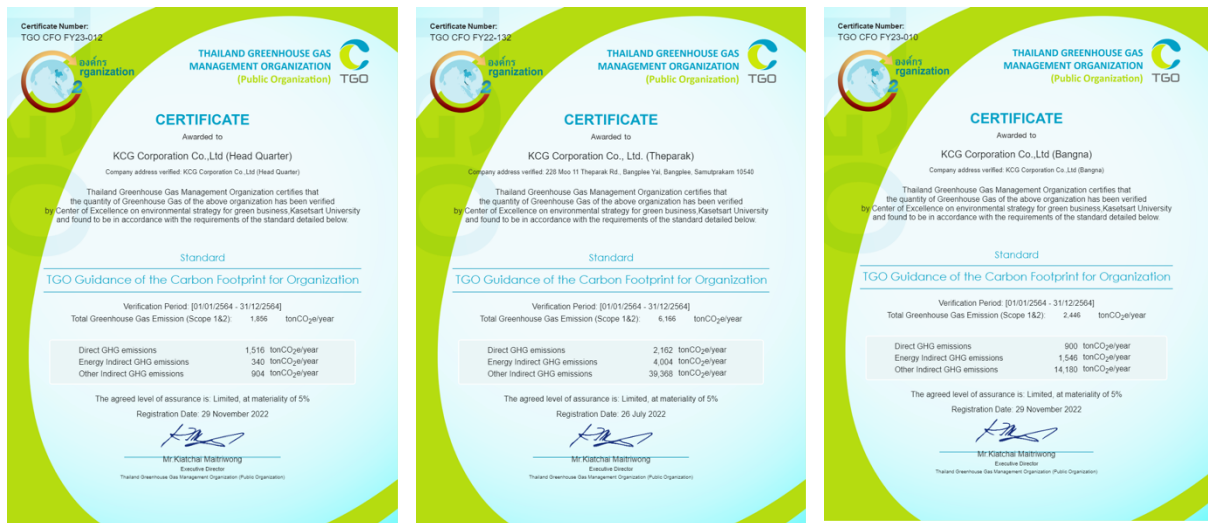 Certificate Number:
TGO CFO FY23-012
องค์กร
rganization
2
THAILAND GREENHOUSE GAS
MANAGEMENT ORGANIZATION
(Public Organization)
TGO
CERTIFICATE
Awarded to
KCG Corporation Co.,Ltd (Head Quarter)
Company address verified: KCG Corporation Co.,Ltd (Head Quarter)
Thailand Greenhouse Gas Management Organization certifies that
the quantity of Greenhouse Gas of the above organization has been verified
by Center of Excellence on environmental strategy for green business,Kasetsart University
and found to be in accordance with the requirements of the standard detailed below.
Standard
TGO Guidance of the Carbon Footprint for Organization
Verification Period: [01/01/2564 - 31/12/2564]
Total Greenhouse Gas Emission (Scope 1&2): 1,856 tonCO2e/year
Direct GHG emissions 1,516 tonCO2e/year
Energy Indirect GHG emissions 340 tonCO2e/year
Other Indirect GHG emissions 904 tonCO2e/year
The agreed level of assurance is: Limited, at materiality of 5%
Registration Date: 29 November 2022
Mr.Kiatchai Maitriwong
Executive Director
Thailand Greenhouse Gas Management Organization (Public Organization)
Certificate Number:
TGO CFO FY22-132
องค์กร
rganization
2
THAILAND GREENHOUSE GAS
MANAGEMENT ORGANIZATION
(Public Organization)
TGO
CERTIFICATE
Awarded to
KCG Corporation Co., Ltd. (Theparak)
Company address verified: 228 Moo 11 Theparak Rd., Bangplee Yai, Bangplee, Samutprakarn 10540
Thailand Greenhouse Gas Management Organization certifies that
the quantity of Greenhouse Gas of the above organization has been verified
by Center of Excellence on environmental strategy for green business,Kasetsart University
and found to be in accordance with the requirements of the standard detailed below.
Standard
TGO Guidance of the Carbon Footprint for Organization
Verification Period: [01/01/2564 - 31/12/2564]
Total Greenhouse Gas Emission (Scope 1&2): 6,166 tonCO2e/year
Direct GHG emissions 2,162 tonCO2e/year
Energy Indirect GHG emissions 4,004 tonCO2e/year
Other Indirect GHG emissions 39,368 tonCO2e/year
The agreed level of assurance is: Limited, at materiality of 5%
Registration Date: 26 July 2022
Mr.Kiatchai Maitriwong
Executive Director
Thailand Greenhouse Gas Management Organization (Public Organization)
Certificate Number:
TGO CFO FY23-010
องค์กร
rganization
2
THAILAND GREENHOUSE GAS
MANAGEMENT ORGANIZATION
(Public Organization)
TGO
CERTIFICATE
Awarded to
KCG Corporation Co.,Ltd (Bangna)
Company address verified: KCG Corporation Co.,Ltd (Bangna)
Thailand Greenhouse Gas Management Organization certifies that
the quantity of Greenhouse Gas of the above organization has been verified
by Center of Excellence on environmental strategy for green business,Kasetsart University
and found to be in accordance with the requirements of the standard detailed below.
Standard
TGO Guidance of the Carbon Footprint for Organization
Verification Period: [01/01/2564 - 31/12/2564]
Total Greenhouse Gas Emission (Scope 1&2): 2,446 tonCO2e/year
Direct GHG emissions 900 tonCO2e/year
Energy Indirect GHG emissions 1,546 tonCO2e/year
Other Indirect GHG emissions 14,180 tonCO2e/year
The agreed level of assurance is: Limited, at materiality of 5%
Registration Date: 29 November 2022
Mr.Kiatchai Maitriwong
Executive Director
Thailand Greenhouse Gas Management Organization (Public Organization)